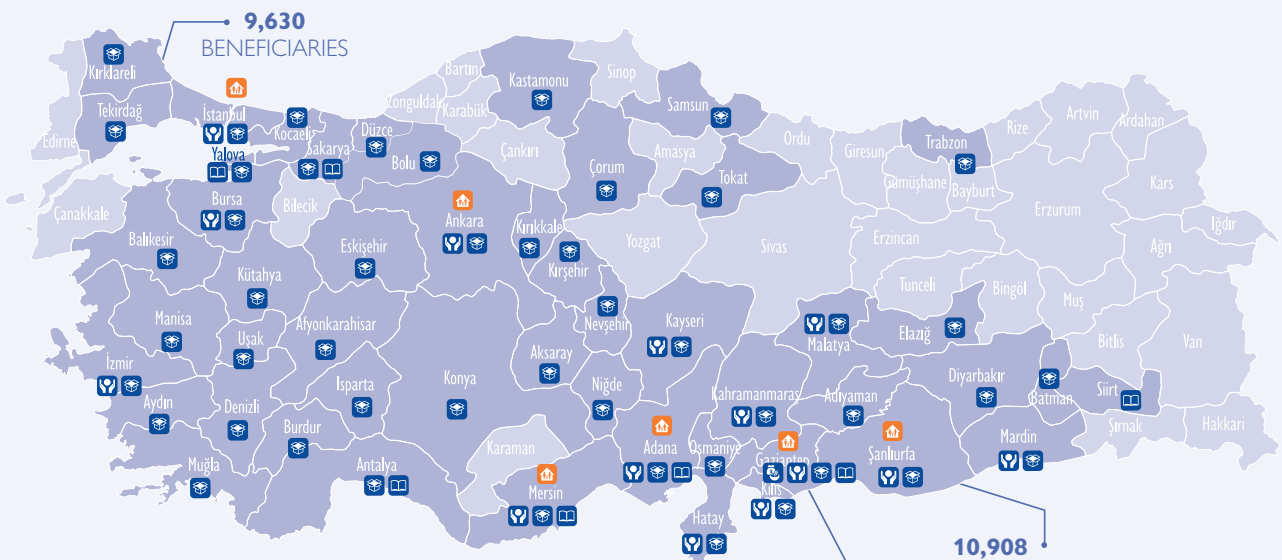 9,630
BENEFICIARIES
Kırklareli
Tekirdağ
Edirne
İstanbul
Kocaeli
Yalova
Sakarya
Düzce
Bolu
Zonguldak
Bartın
Karabük
Kastamonu
Sinop
Çankırı
Samsun
Amasya
Çorum
Tokat
Ordu
Giresun
Trabzon
Gümüşhane
Bayburt
Rize
Artvin
Ardahan
Kars
Iğdır
Ağrı
Erzurum
Erzincan
Çanakkale
Bursa
Bilecik
Balıkesir
Eskişehir
Ankara
Kırıkkale
Kırşehir
Yozgat
Sivas
Tunceli
Bingöl
Muş
Bitlis
Van
Kütahya
Manisa
Uşak
Afyonkarahisar
Nevşehir
Kayseri
Malatya
Elazığ
İzmir
Aydın
Denizli
Isparta
Konya
Aksaray
Niğde
Kahramanmaraş
Adıyaman
Diyarbakır
Batman
Siirt
Şırnak
Hakkari
Mardin
Muğla
Burdur
Antalya
Karaman
Mersin
Adana
Osmaniye
Gaziantep
Şanlıurfa
Kilis
Hatay
10,908